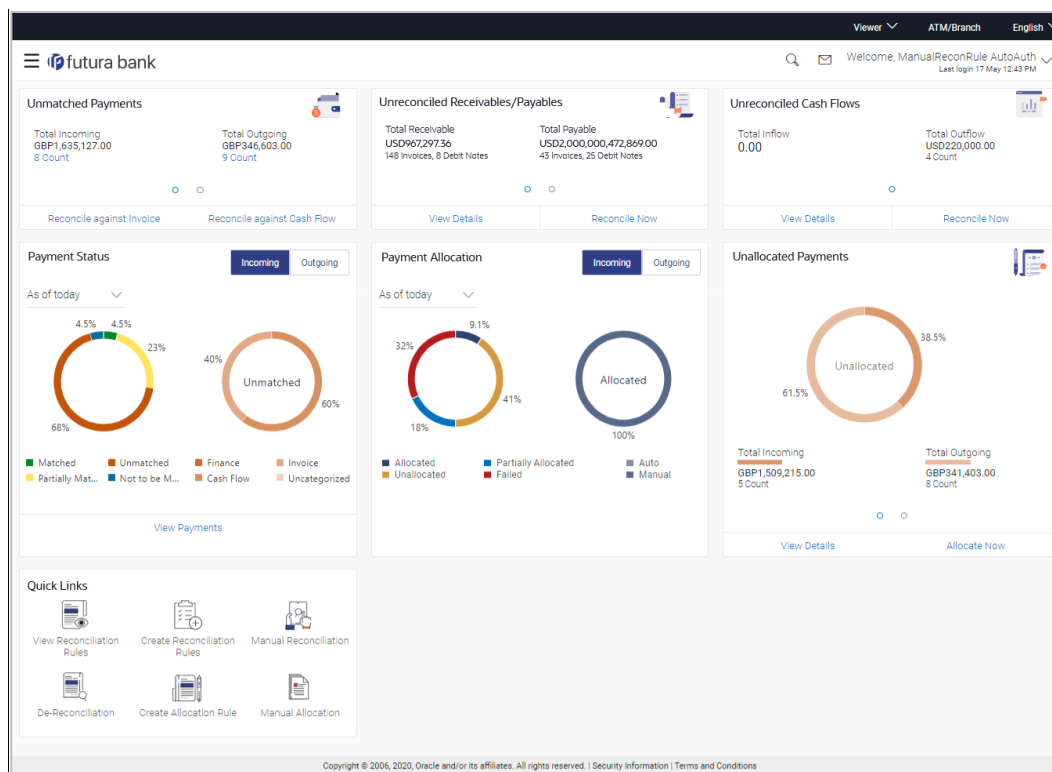 Viewer ATM/Branch English
futura bank
Welcome, ManualReconRule AutoAuth
Last login 17 May 12:43 PM
Unmatched Payments
Total Incoming Total Outgoing
GBP1,635,127.00 GBP346,603.00
8 Count 9 Count
Reconcile against Invoice Reconcile against Cash Flow
Unreconciled Receivables/Payables
Total Receivable Total Payable
USD967,297.36 USD2,000,000,472,869.00
148 Invoices, 8 Debit Notes 43 Invoices, 25 Debit Notes
View Details Reconcile Now
Unreconciled Cash Flows
Total Inflow Total Outflow
0.00 USD220,000.00
4 Count
View Details Reconcile Now
Payment Status
Incoming Outgoing
As of today
4.5% 4.5%
23%
68%
40%
Unmatched
60%
Matched Unmatched Finance Invoice
Partially Mat... Not to be M... Cash Flow Uncategorized
View Payments
Payment Allocation
Incoming Outgoing
As of today
9.1%
32%
41%
18%
Allocated
100%
Allocated Partially Allocated Auto
Unallocated Failed Manual
Unallocated Payments
38.5%
Unallocated
61.5%
Total Incoming Total Outgoing
GBP1,509,215.00 GBP341,403.00
5 Count 8 Count
View Details Allocate Now
Quick Links
View Reconciliation Create Reconciliation Manual Reconciliation
Rules Rules
De-Reconciliation Create Allocation Rule Manual Allocation
Copyright © 2006, 2020, Oracle and/or its affiliates. All rights reserved. | Security Information | Terms and Conditions